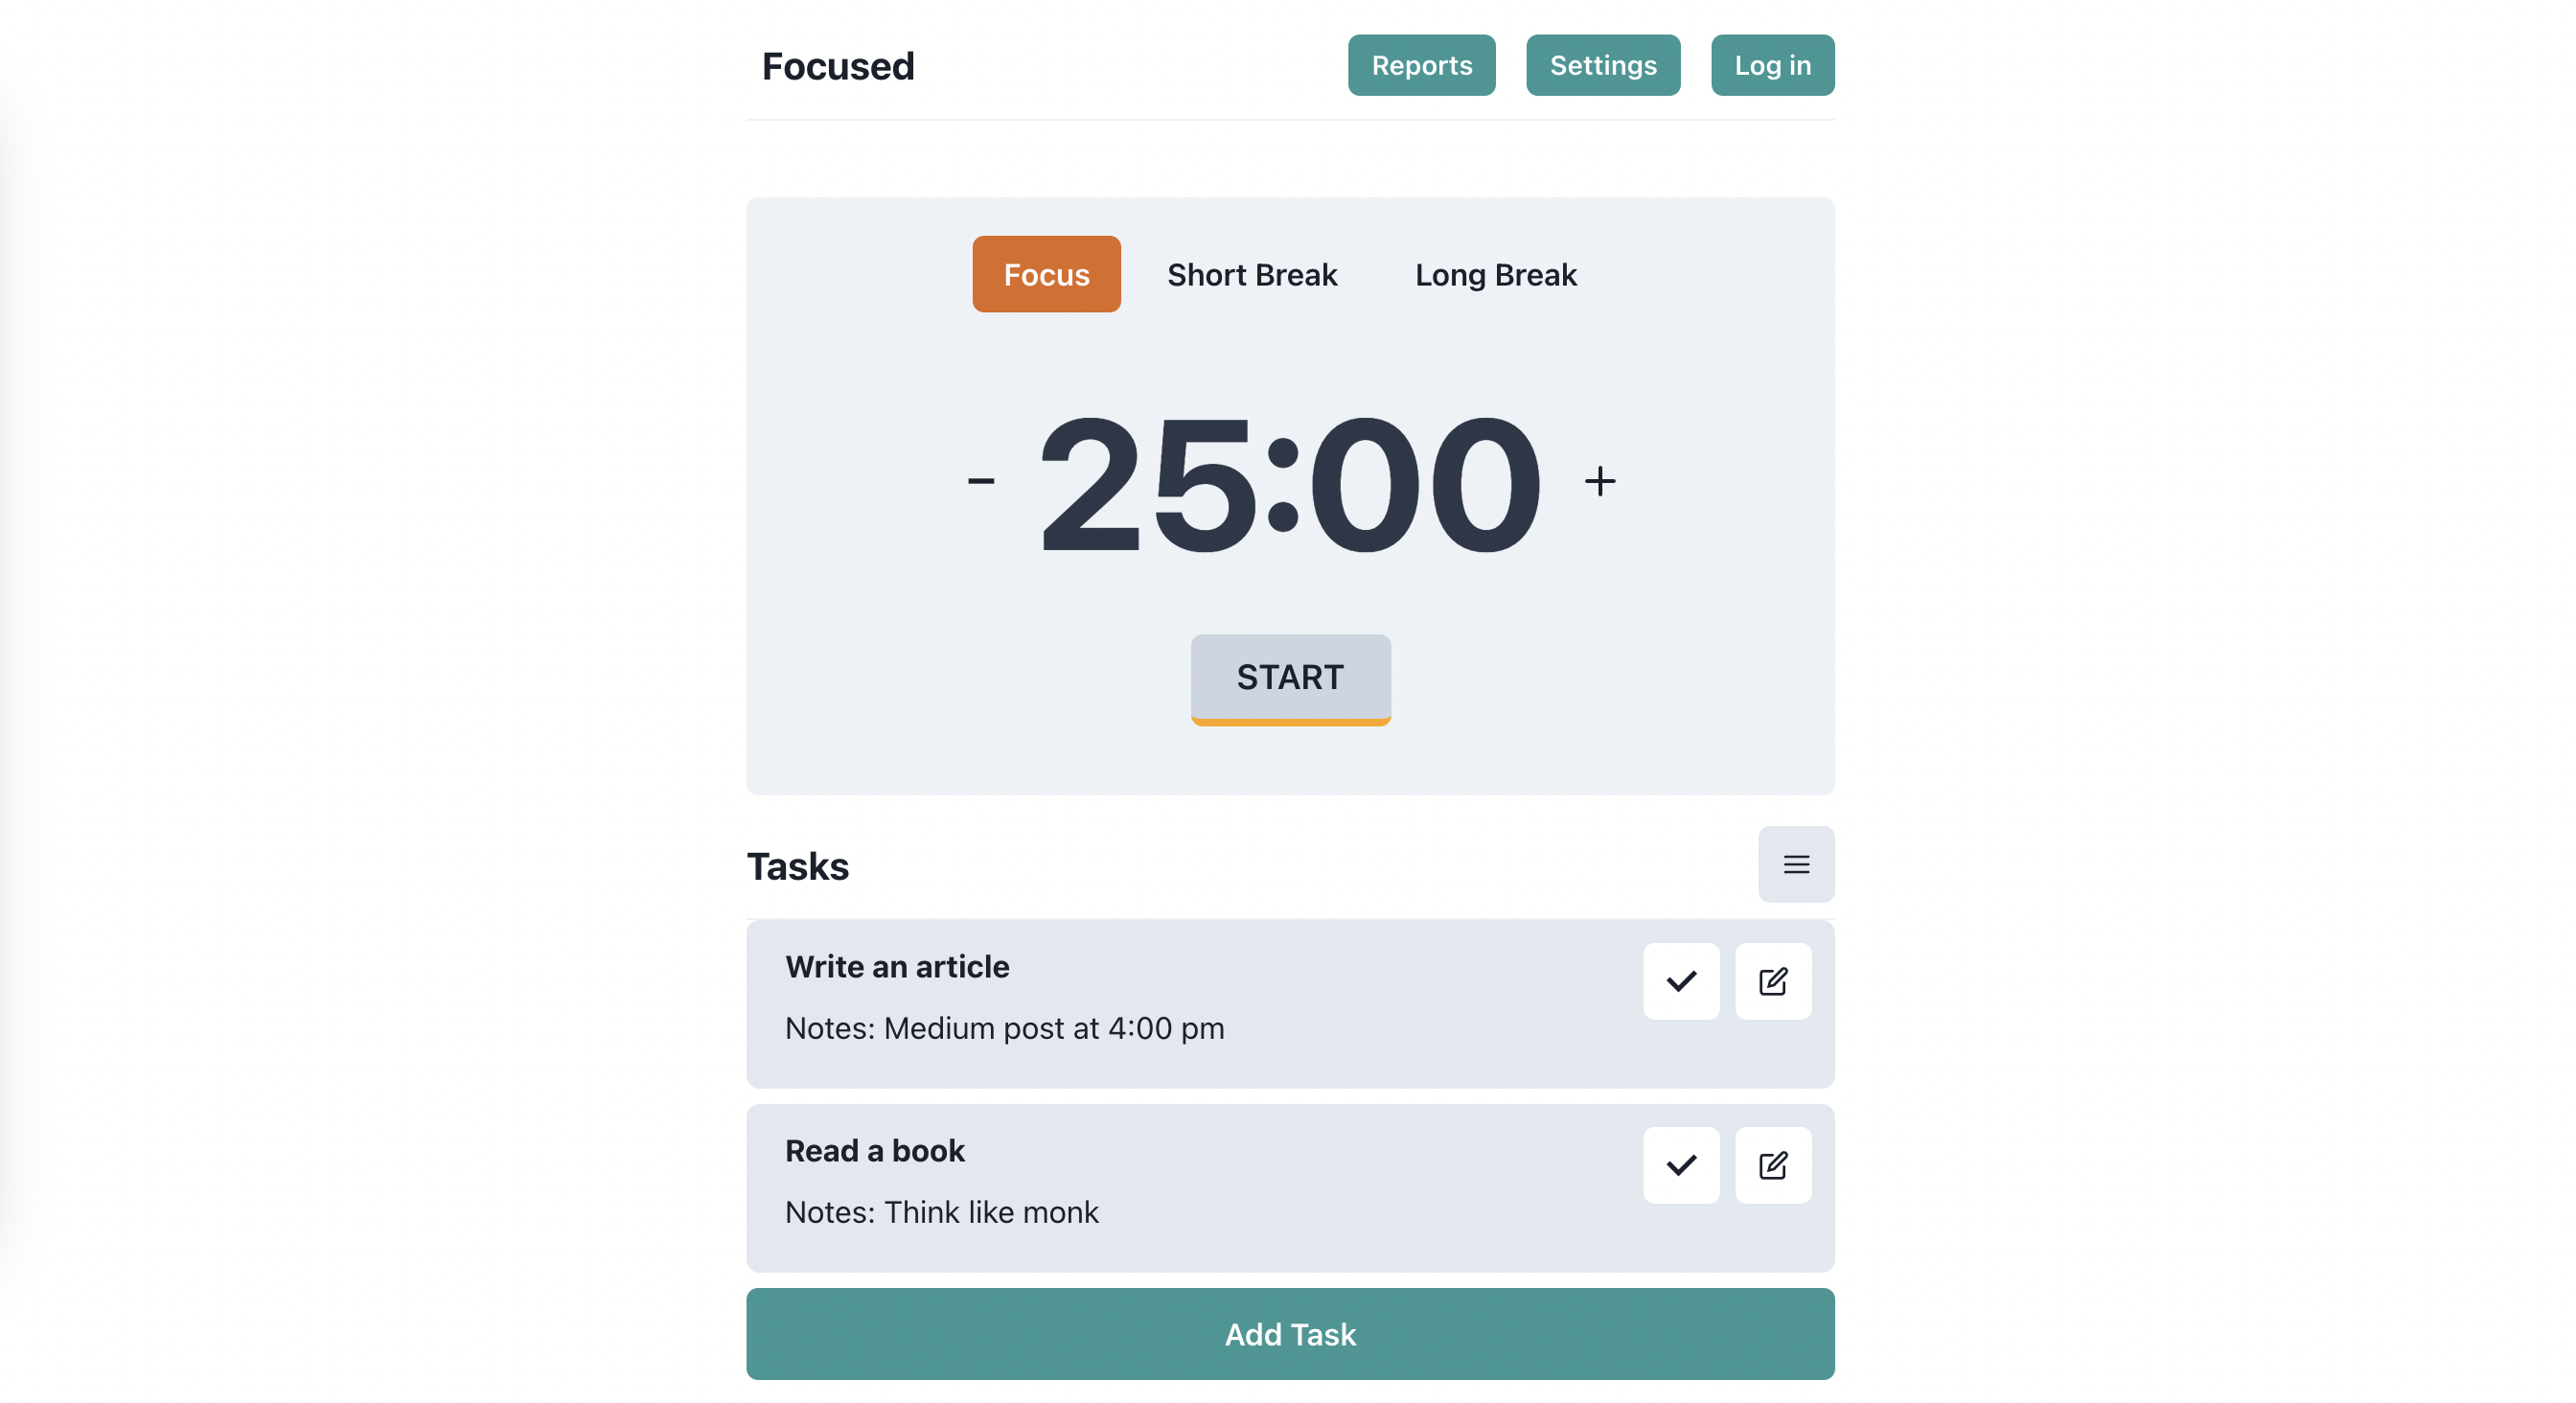 Focused
Reports
Settings
Log in
Focus
Short Break
Long Break
- 25:00 +
START
Tasks
Write an article
Notes: Medium post at 4:00 pm
Read a book
Notes: Think like monk
Add Task